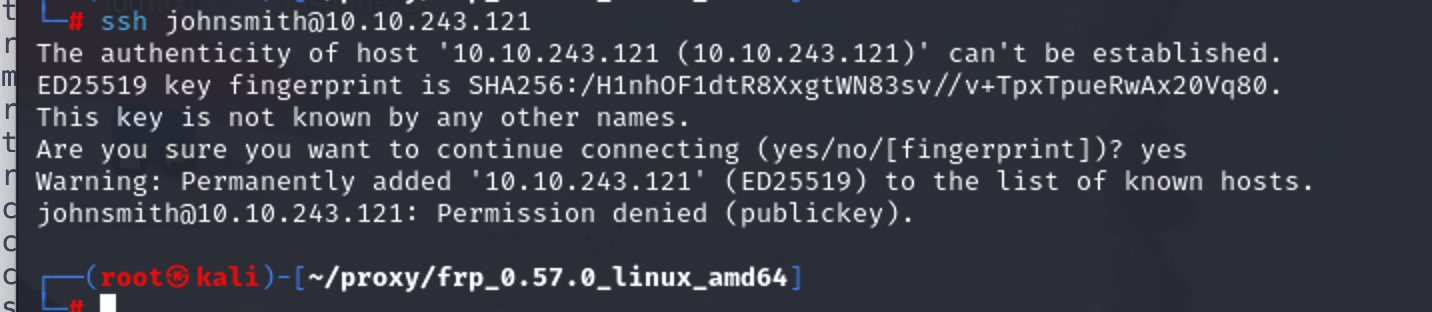 └─# ssh johnsmith@10.10.243.121
The authenticity of host '10.10.243.121 (10.10.243.121)' can't be established.
ED25519 key fingerprint is SHA256:/H1nhOF1dtR8XxgtWN83sv//v+TpxTpueRwAx20Vq80.
This key is not known by any other names.
Are you sure you want to continue connecting (yes/no/[fingerprint])? yes
Warning: Permanently added '10.10.243.121' (ED25519) to the list of known hosts.
johnsmith@10.10.243.121: Permission denied (publickey).
┌──(root㉿kali)-[~/proxy/frp_0.57.0_linux_amd64]
└─#